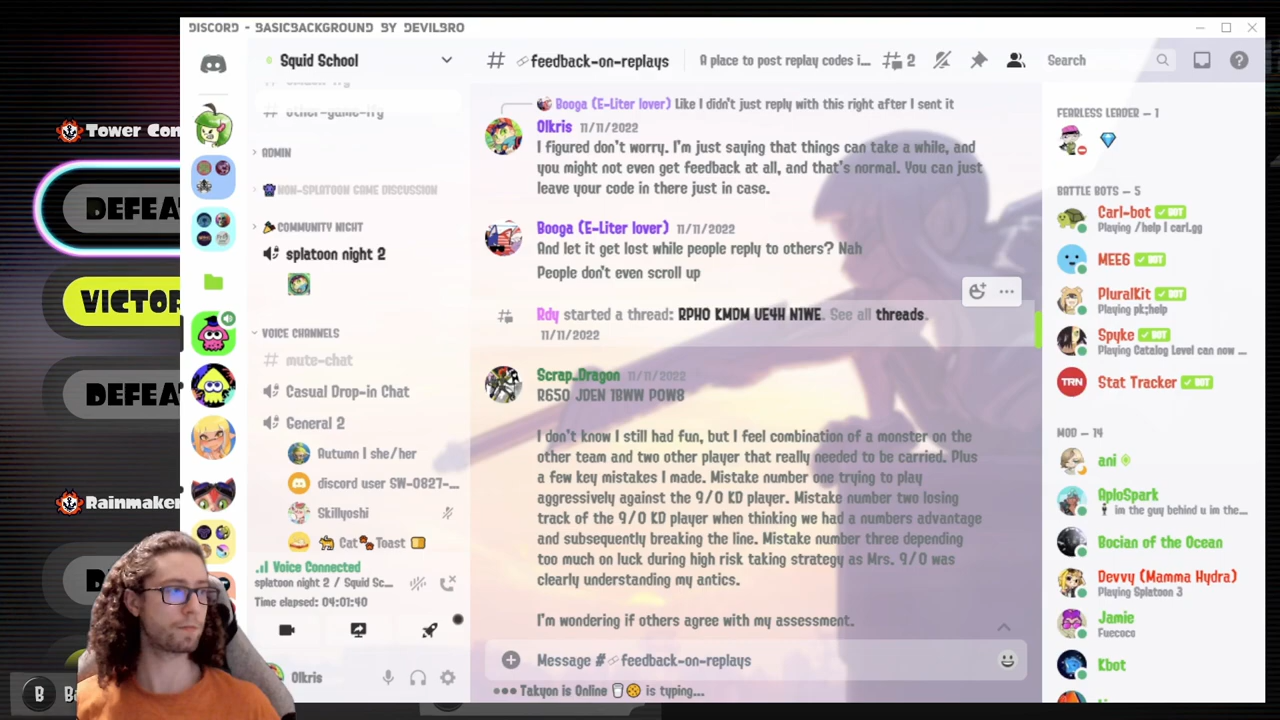 DISCORD - BASICBACKGROUND BY DEVILBRO
Tower Con
DEFEA
VICTOR
DEFEA
Rainmaker
D
B
Squid School
other-game-lfg
ADMIN
NON-SPLATOON GAME DISCUSSION
COMMUNITY NIGHT
splatoon night 2
VOICE CHANNELS
mute-chat
Casual Drop-in Chat
General 2
Autumn | she/her
discord user SW-0827-...
Skillyoshi
Cat Toast
Voice Connected
splatoon night 2 / Squid Sc...
Time elapsed: 04:01:40
Olkris
# feedback-on-replays
A place to post replay codes i...
2
Search
Booga (E-Liter lover) Like I didn't just reply with this right after I sent it
Olkris 11/11/2022
I figured don't worry. I'm just saying that things can take a while, and
you might not even get feedback at all, and that's normal. You can just
leave your code in there just in case.
Booga (E-Liter lover) 11/11/2022
And let it get lost while people reply to others? Nah
People don't even scroll up
Rdy started a thread: RPH0 KMDM UE4H N1WE. See all threads.
11/11/2022
Scrap_Dragon 11/11/2022
R650 JDEN 1BWW P0W8
I don't know I still had fun, but I feel combination of a monster on the
other team and two other player that really needed to be carried. Plus
a few key mistakes I made. Mistake number one trying to play
aggressively against the 9/0 KD player. Mistake number two losing
track of the 9/0 KD player when thinking we had a numbers advantage
and subsequently breaking the line. Mistake number three depending
too much on luck during high risk taking strategy as Mrs. 9/0 was
clearly understanding my antics.
I'm wondering if others agree with my assessment.
Message # feedback-on-replays
Takyon is Online is typing...
FEARLESS LEADER – 1
BATTLE BOTS – 5
Carl-bot BOT
Playing /help | carl.gg
MEE6 BOT
PluralKit BOT
Playing pk;help
Spyke BOT
Playing Catalog Level can now ...
TRN
Stat Tracker BOT
MOD – 14
ani
AploSpark
im the guy behind u im the...
Bocian of the Ocean
Devvy (Mamma Hydra)
Playing Splatoon 3
Jamie
Fuecoco
Kbot